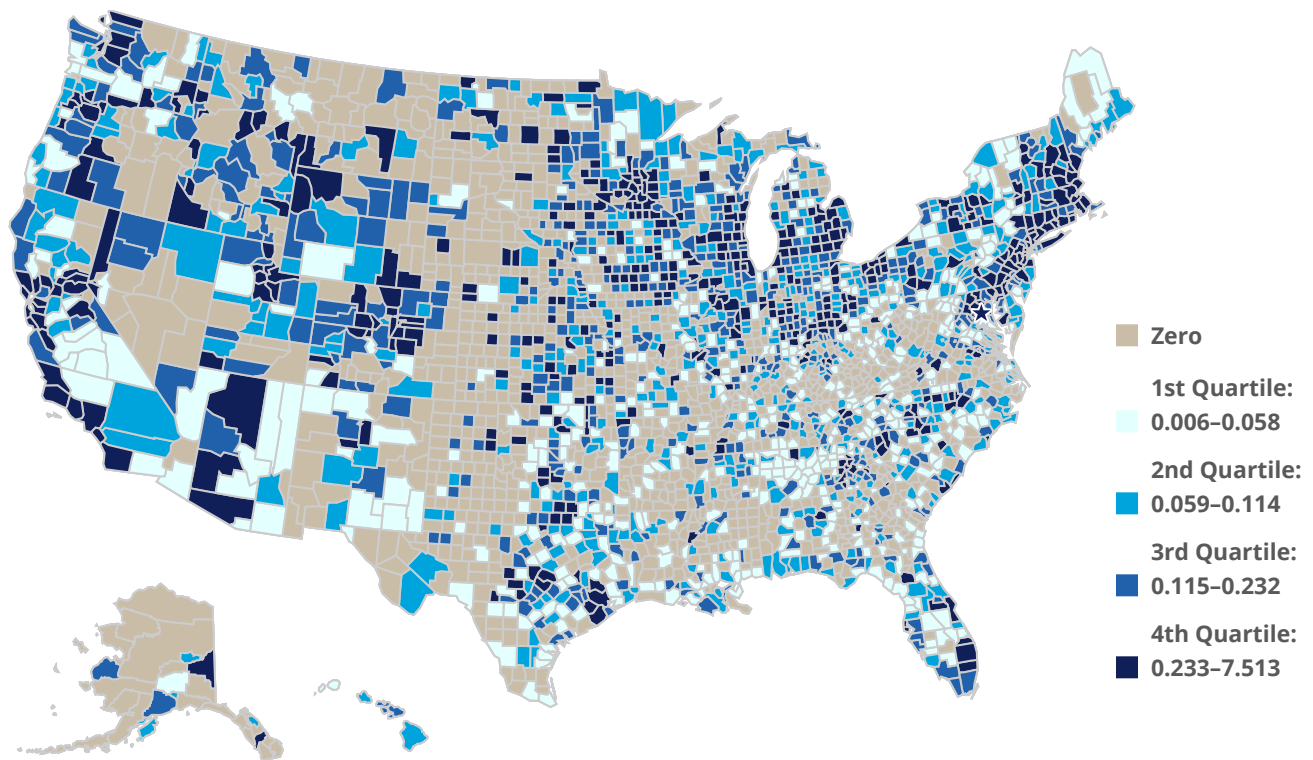 Zero
1st Quartile:
0.006–0.058
2nd Quartile:
0.059–0.114
3rd Quartile:
0.115–0.232
4th Quartile:
0.233–7.513